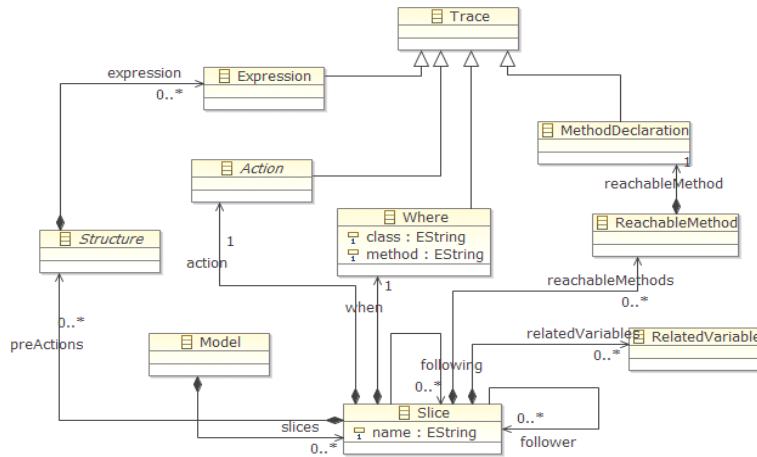 Trace
expression
Expression
0..*
MethodDeclaration
1
Action
reachableMethod
Where
class : EString
method : EString
ReachableMethod
Structure
1
action
reachableMethods
1
0..*
when
0..*
preActions
Model
following
relatedVariables
RelatedVariable
0..*
0..*
Slice
name : EString
slices
0..*
0..*
follower